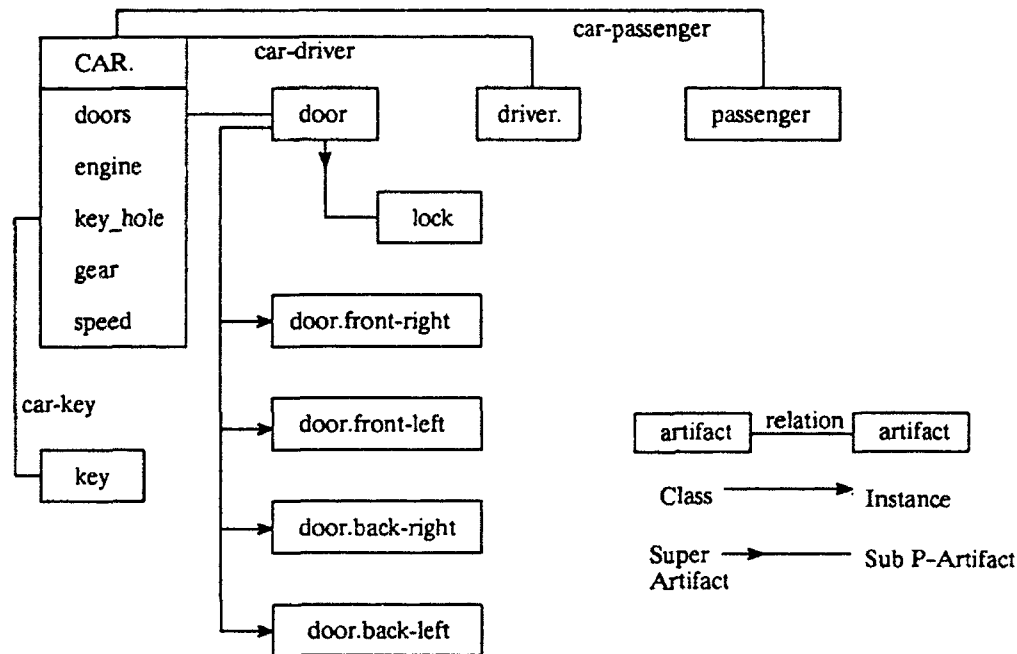 car-passenger
car-driver
CAR.
doors
engine
key_hole
gear
speed
door
driver.
passenger
lock
door.front-right
door.front-left
door.back-right
door.back-left
car-key
key
artifact relation artifact
Class Instance
Super Artifact Sub P-Artifact